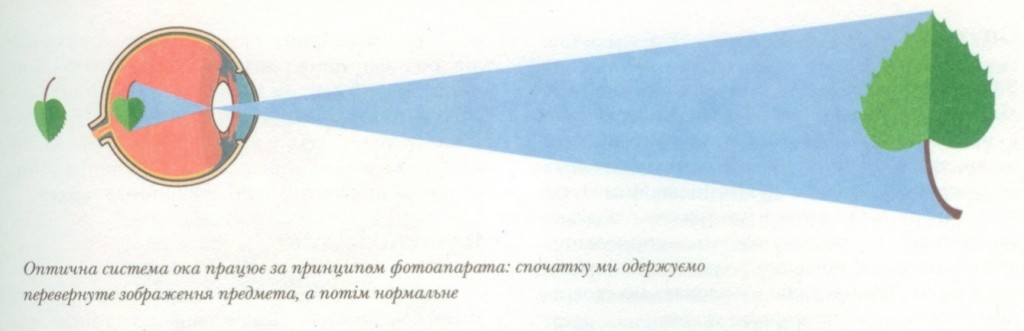 Оптична система ока працює за принципом фотоапарата: спочатку ми одержуємо
перевернуте зображення предмета, а потім нормальне